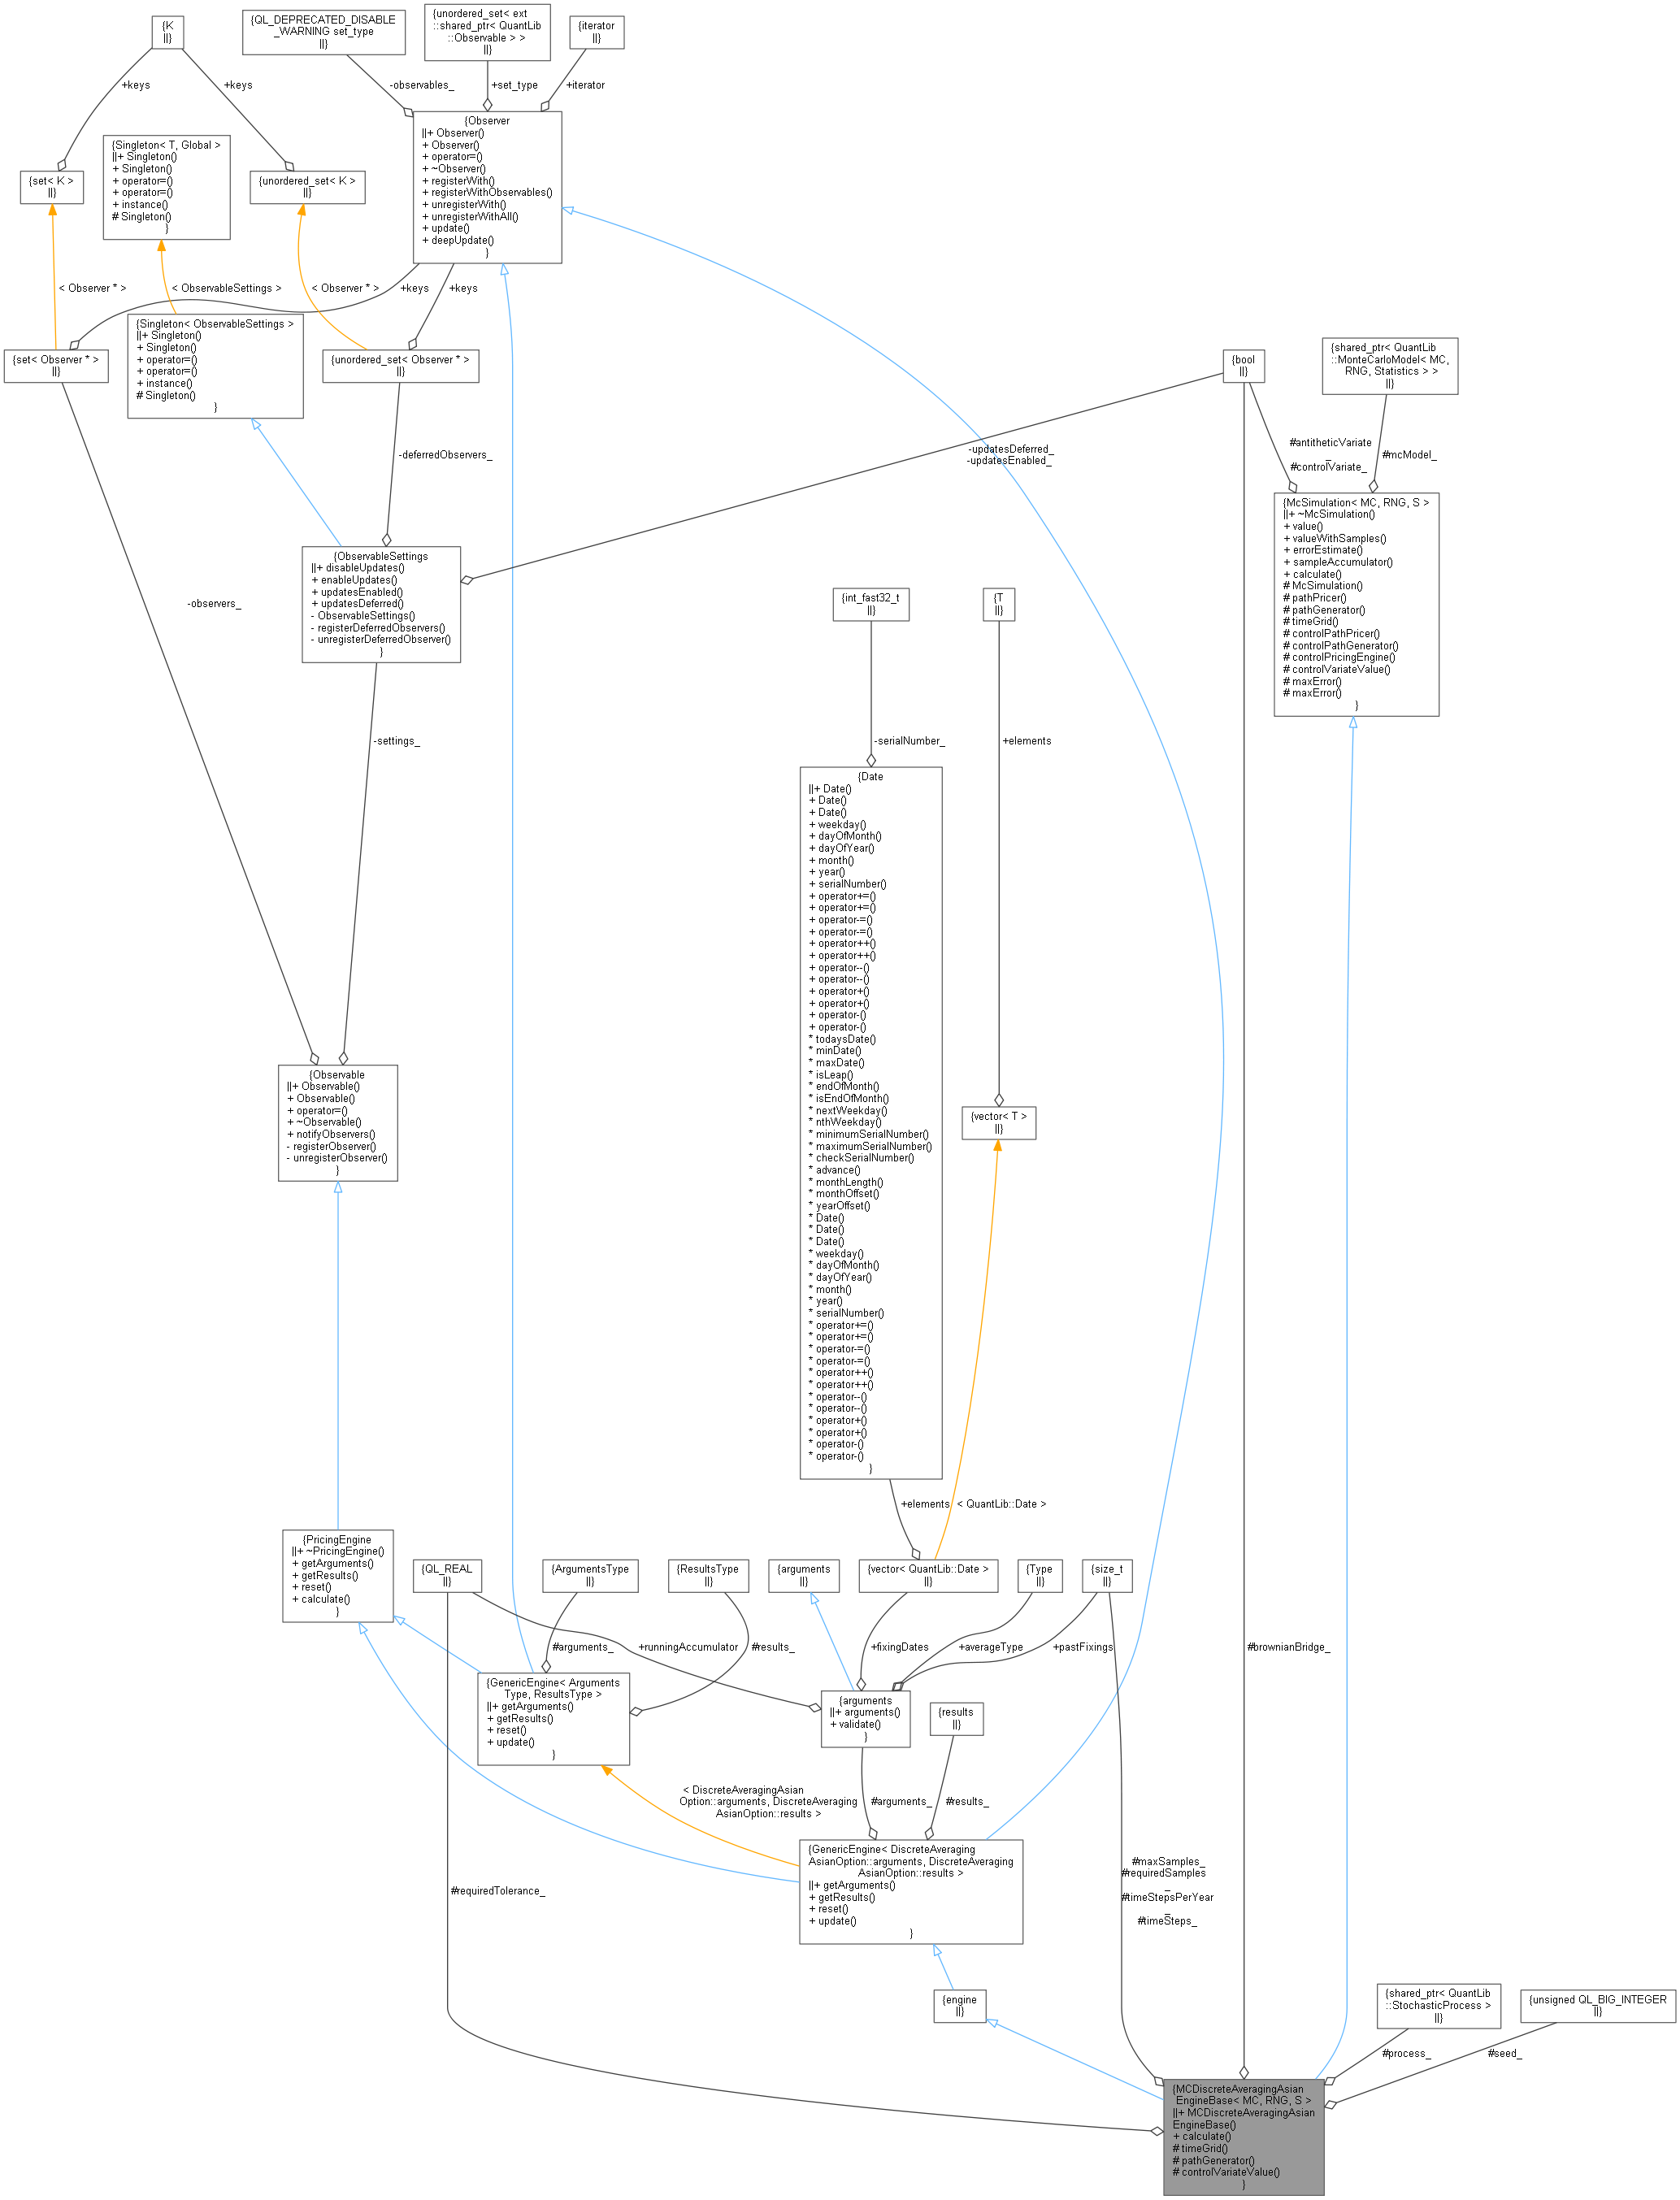 {K
||}
{QL_DEPRECATED_DISABLE
_WARNING set_type
||}
{unordered_set< ext
::shared_ptr< QuantLib
::Observable > >
||}
{iterator
||}
+keys
+keys
-observables_
+set_type
+iterator
{Singleton< T, Global >
||+ Singleton()
+ Singleton()
+ operator=()
+ operator=()
+ instance()
# Singleton()
}
{set< K >
||}
{unordered_set< K >
||}
{Observer
||+ Observer()
+ Observer()
+ operator=()
+ ~Observer()
+ registerWith()
+ registerWithObservables()
+ unregisterWith()
+ unregisterWithAll()
+ update()
+ deepUpdate()
}
< Observer * >
< ObservableSettings >
< Observer * >
+keys
+keys
{Singleton< ObservableSettings >
||+ Singleton()
+ Singleton()
+ operator=()
+ operator=()
+ instance()
# Singleton()
}
{set< Observer * >
||}
{unordered_set< Observer * >
||}
{bool
||}
{shared_ptr< QuantLib
::MonteCarloModel< MC,
RNG, Statistics > >
||}
-deferredObservers_
-updatesDeferred_
-updatesEnabled_
#antitheticVariate
_
#controlVariate_
#mcModel_
{McSimulation< MC, RNG, S >
||+ ~McSimulation()
+ value()
+ valueWithSamples()
+ errorEstimate()
+ sampleAccumulator()
+ calculate()
# McSimulation()
# pathPricer()
# pathGenerator()
# timeGrid()
# controlPathPricer()
# controlPathGenerator()
# controlPricingEngine()
# controlVariateValue()
# maxError()
# maxError()
}
{ObservableSettings
||+ disableUpdates()
+ enableUpdates()
+ updatesEnabled()
+ updatesDeferred()
- ObservableSettings()
- registerDeferredObservers()
- unregisterDeferredObserver()
}
-observers_
{int_fast32_t
||}
{T
||}
-settings_
-serialNumber_
+elements
{Date
||+ Date()
+ Date()
+ Date()
+ weekday()
+ dayOfMonth()
+ dayOfYear()
+ month()
+ year()
+ serialNumber()
+ operator+=()
+ operator+=()
+ operator-=()
+ operator-=()
+ operator++()
+ operator++()
+ operator--()
+ operator--()
+ operator+()
+ operator+()
+ operator-()
+ operator-()
* todaysDate()
* minDate()
* maxDate()
* isLeap()
* endOfMonth()
* isEndOfMonth()
* nextWeekday()
* nthWeekday()
* minimumSerialNumber()
* maximumSerialNumber()
* checkSerialNumber()
* advance()
* monthLength()
* monthOffset()
* yearOffset()
* Date()
* Date()
* Date()
* weekday()
* dayOfMonth()
* dayOfYear()
* month()
* year()
* serialNumber()
* operator+=()
* operator+=()
* operator-=()
* operator-=()
* operator++()
* operator++()
* operator--()
* operator--()
* operator+()
* operator+()
* operator-()
* operator-()
}
{Observable
||+ Observable()
+ Observable()
+ operator=()
+ ~Observable()
+ notifyObservers()
- registerObserver()
- unregisterObserver()
}
{vector< T >
||}
+elements
< QuantLib::Date >
{PricingEngine
||+ ~PricingEngine()
+ getArguments()
+ getResults()
+ reset()
+ calculate()
}
{QL_REAL
||}
{ArgumentsType
||}
{ResultsType
||}
{arguments
||}
{vector< QuantLib::Date >
||}
{Type
||}
{size_t
||}
#arguments_
+runningAccumulator
#results_
+fixingDates
+averageType
+pastFixings
#brownianBridge_
{GenericEngine< Arguments
Type, ResultsType >
||+ getArguments()
+ getResults()
+ reset()
+ update()
}
{arguments
||+ arguments()
+ validate()
}
{results
||}
< DiscreteAveragingAsian
Option::arguments, DiscreteAveraging
AsianOption::results >
#arguments_
#results_
{GenericEngine< DiscreteAveraging
AsianOption::arguments, DiscreteAveraging
AsianOption::results >
||+ getArguments()
+ getResults()
+ reset()
+ update()
}
#requiredTolerance_
#maxSamples_
#requiredSamples
_
#timeStepsPerYear
_
#timeSteps_
{engine
||}
{shared_ptr< QuantLib
::StochasticProcess >
||}
{unsigned QL_BIG_INTEGER
||}
#process_
#seed_
{MCDiscreteAveragingAsian
EngineBase< MC, RNG, S >
||+ MCDiscreteAveragingAsian
EngineBase()
+ calculate()
# timeGrid()
# pathGenerator()
# controlVariateValue()
}